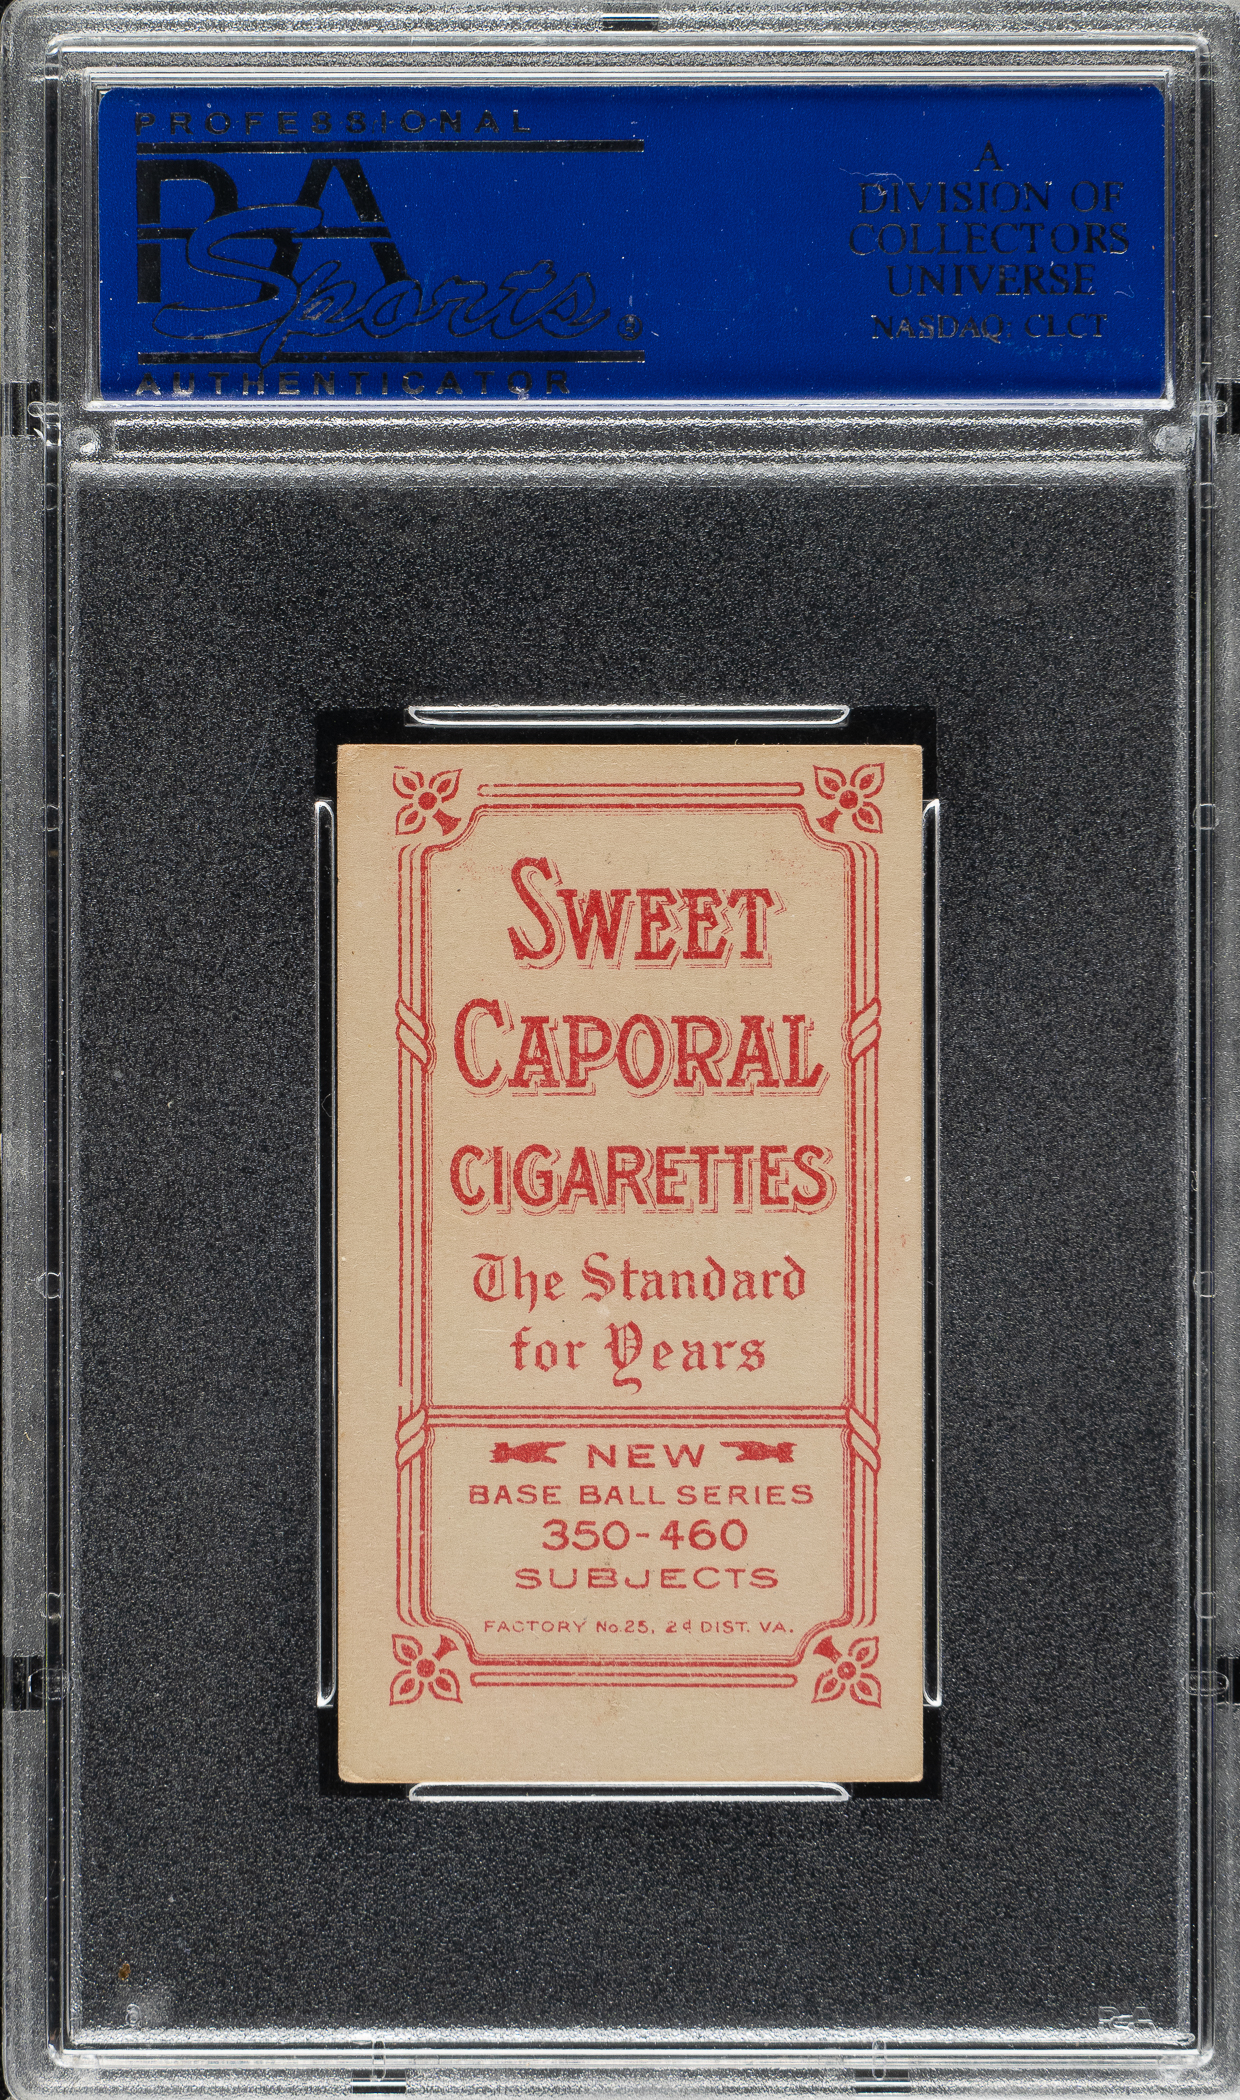 PROFESSIONAL
PSA
Sports ®
AUTHENTICATOR
A
DIVISION OF
COLLECTORS
UNIVERSE
NASDAQ: CLCT
SWEET
CAPORAL
CIGARETTES
The Standard
for Years
NEW
BASE BALL SERIES
350-460
SUBJECTS
FACTORY No. 25, 2d DIST. VA.
PSA